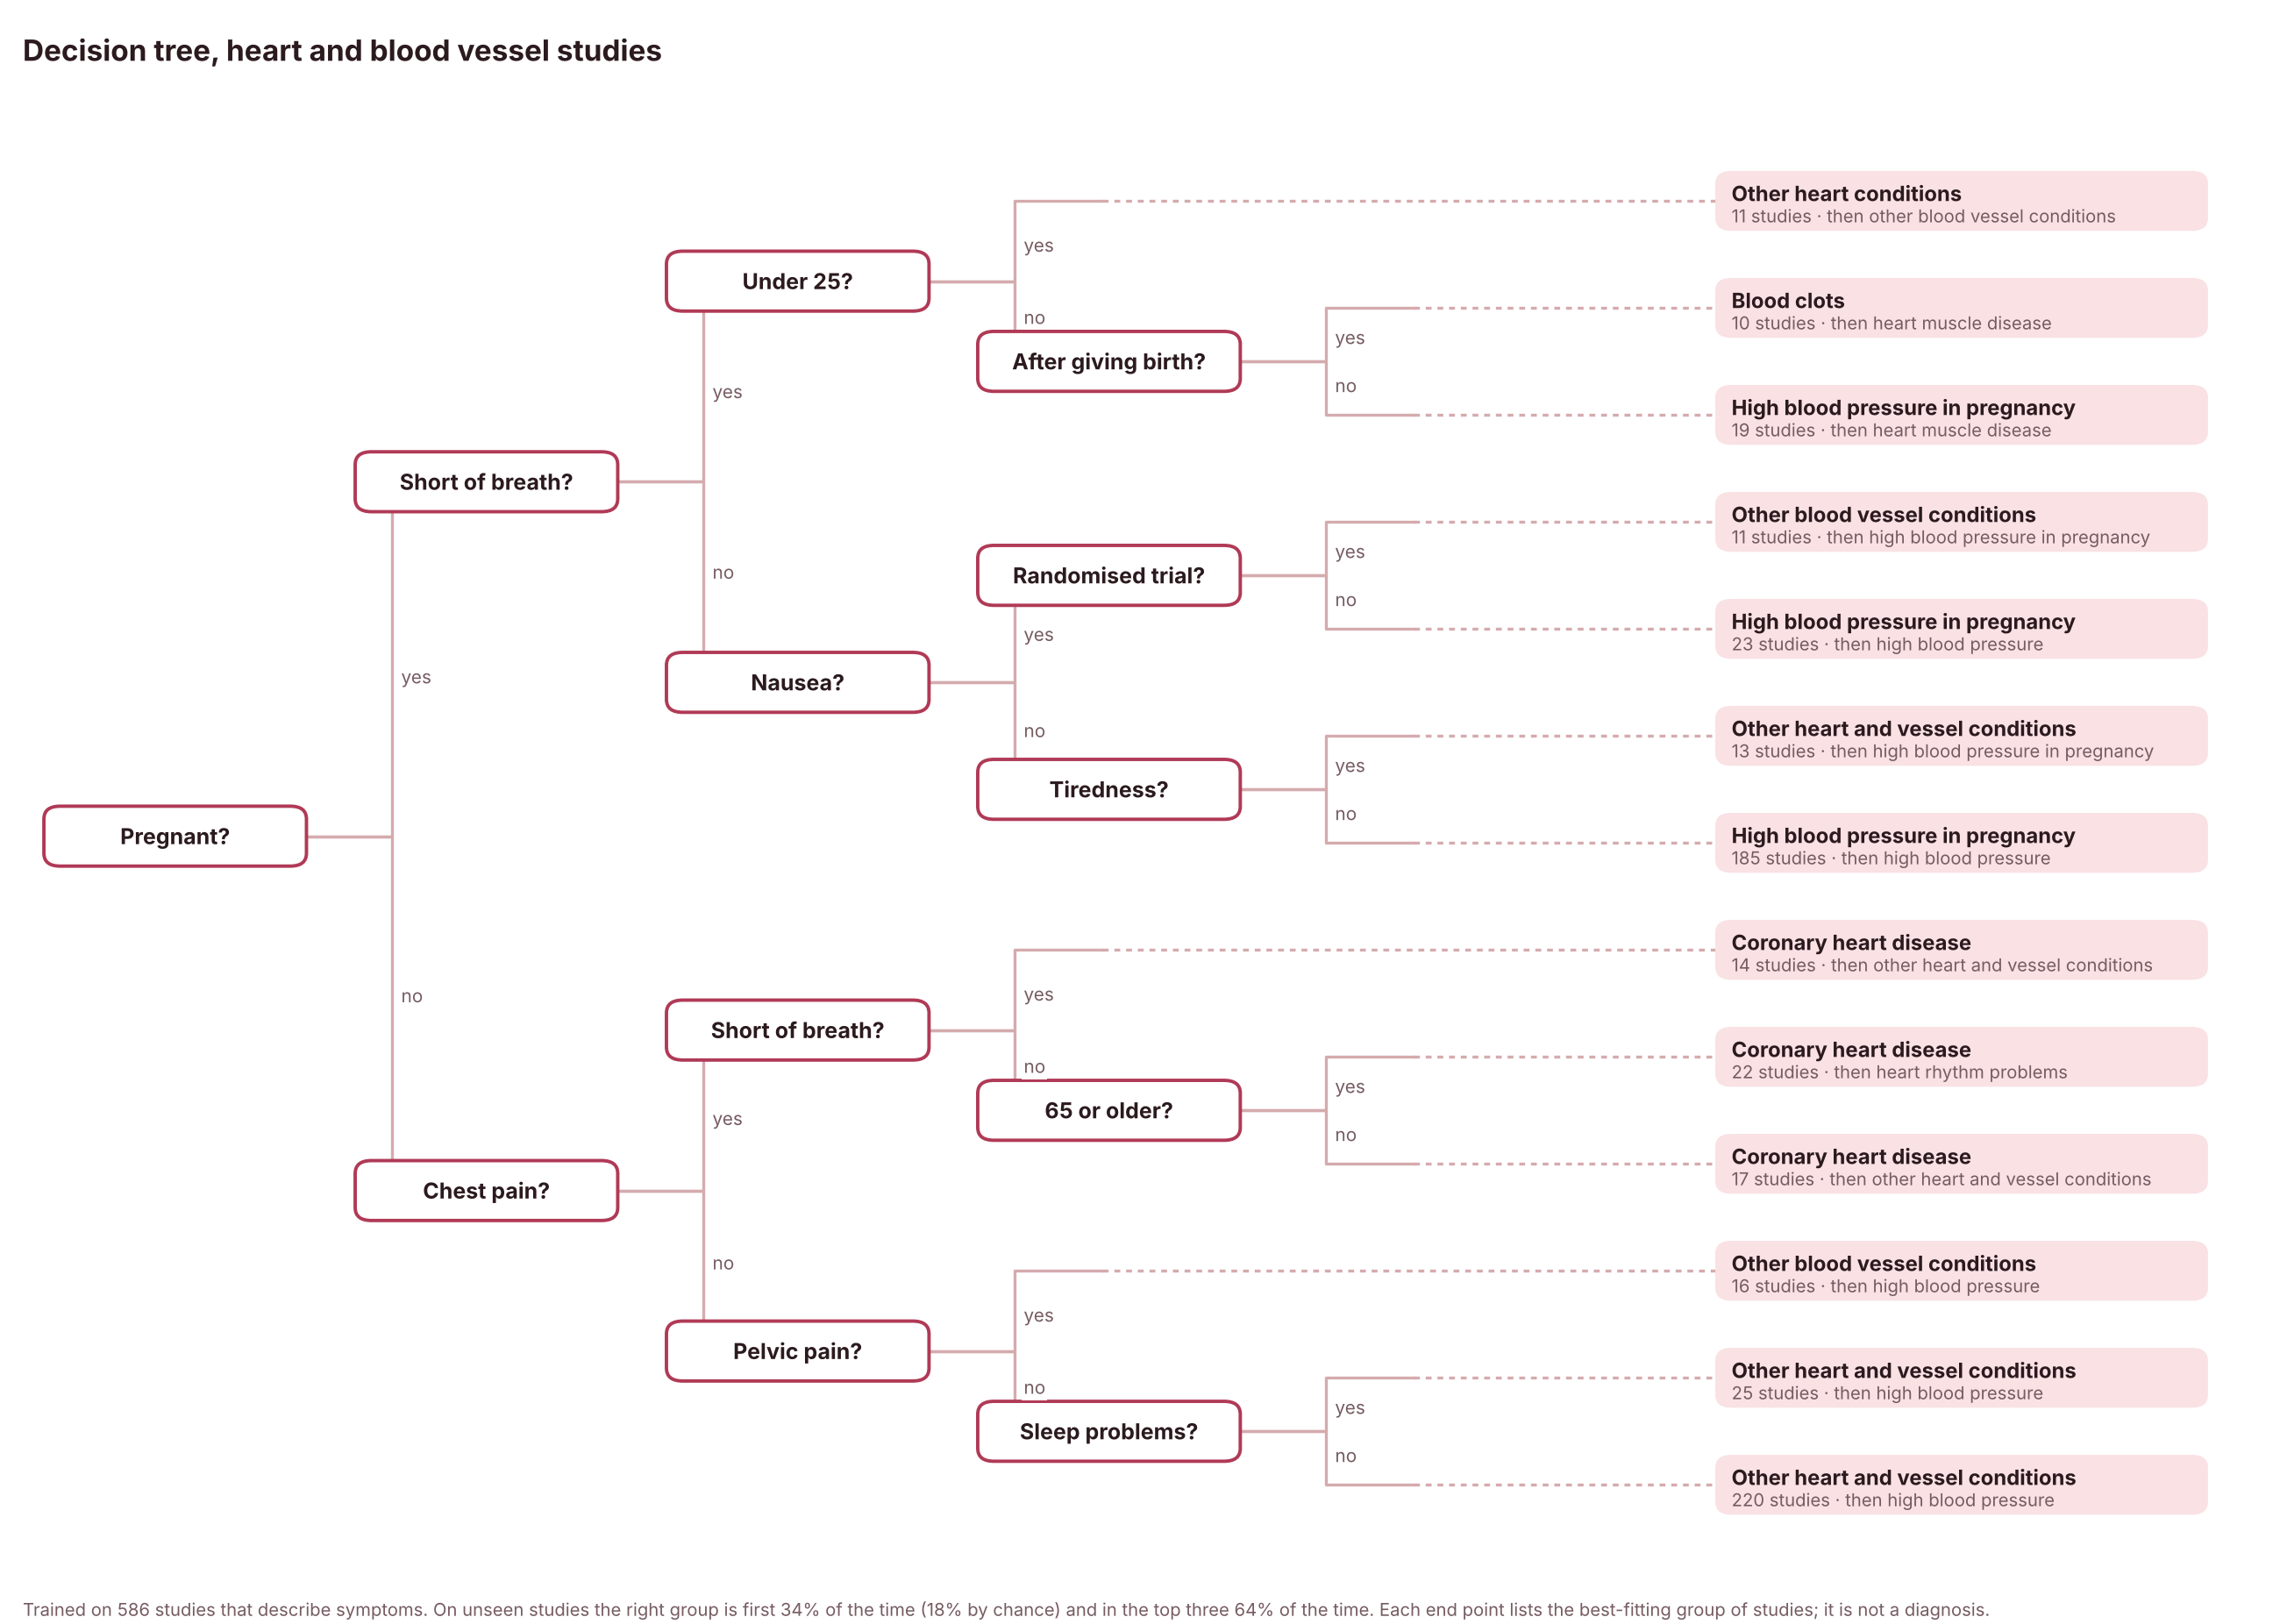 Decision tree, heart and blood vessel studies
Other heart conditions
11 studies · then other blood vessel conditions
yes
Under 25?
Blood clots
10 studies · then heart muscle disease
no
yes
After giving birth?
no
yes
High blood pressure in pregnancy
19 studies · then heart muscle disease
Short of breath?
Other blood vessel conditions
11 studies · then high blood pressure in pregnancy
yes
no
Randomised trial?
no
High blood pressure in pregnancy
23 studies · then high blood pressure
yes
yes
Nausea?
Other heart and vessel conditions
13 studies · then high blood pressure in pregnancy
no
yes
Tiredness?
no
Pregnant?
High blood pressure in pregnancy
185 studies · then high blood pressure
Coronary heart disease
14 studies · then other heart and vessel conditions
no
yes
Short of breath?
Coronary heart disease
22 studies · then heart rhythm problems
no
yes
65 or older?
yes
no
Coronary heart disease
17 studies · then other heart and vessel conditions
Chest pain?
no
Other blood vessel conditions
16 studies · then high blood pressure
yes
Pelvic pain?
Other heart and vessel conditions
25 studies · then high blood pressure
no
yes
Sleep problems?
no
Other heart and vessel conditions
220 studies · then high blood pressure
Trained on 586 studies that describe symptoms. On unseen studies the right group is first 34% of the time (18% by chance) and in the top three 64% of the time. Each end point lists the best-fitting group of studies; it is not a diagnosis.